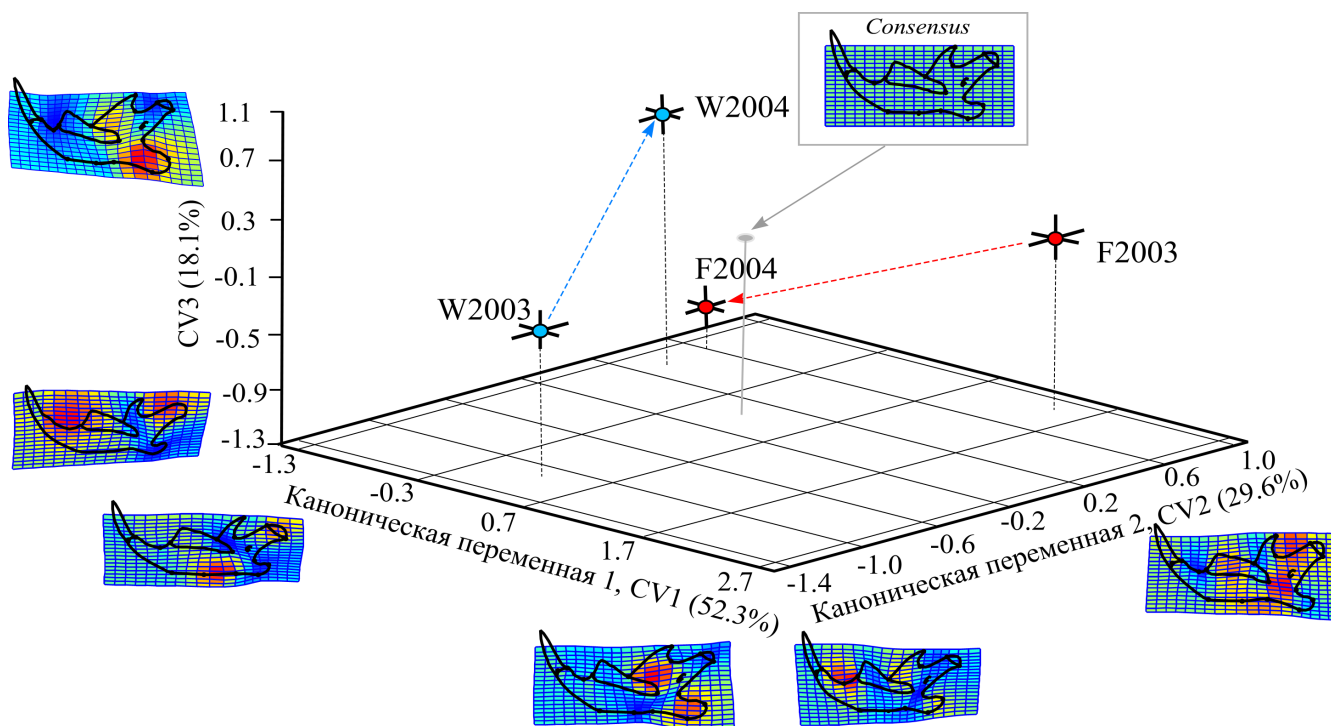 Consensus
W2004
F2003
F2004
W2003
CV3 (18.1%)
1.1
0.7
0.3
-0.1
-0.5
-0.9
-1.3
-1.3
-0.3
0.7
1.7
2.7
Каноническая переменная 1, CV1 (52.3%)
-1.4
-1.0
-0.6
-0.2
0.2
0.6
1.0
Каноническая переменная 2, CV2 (29.6%)